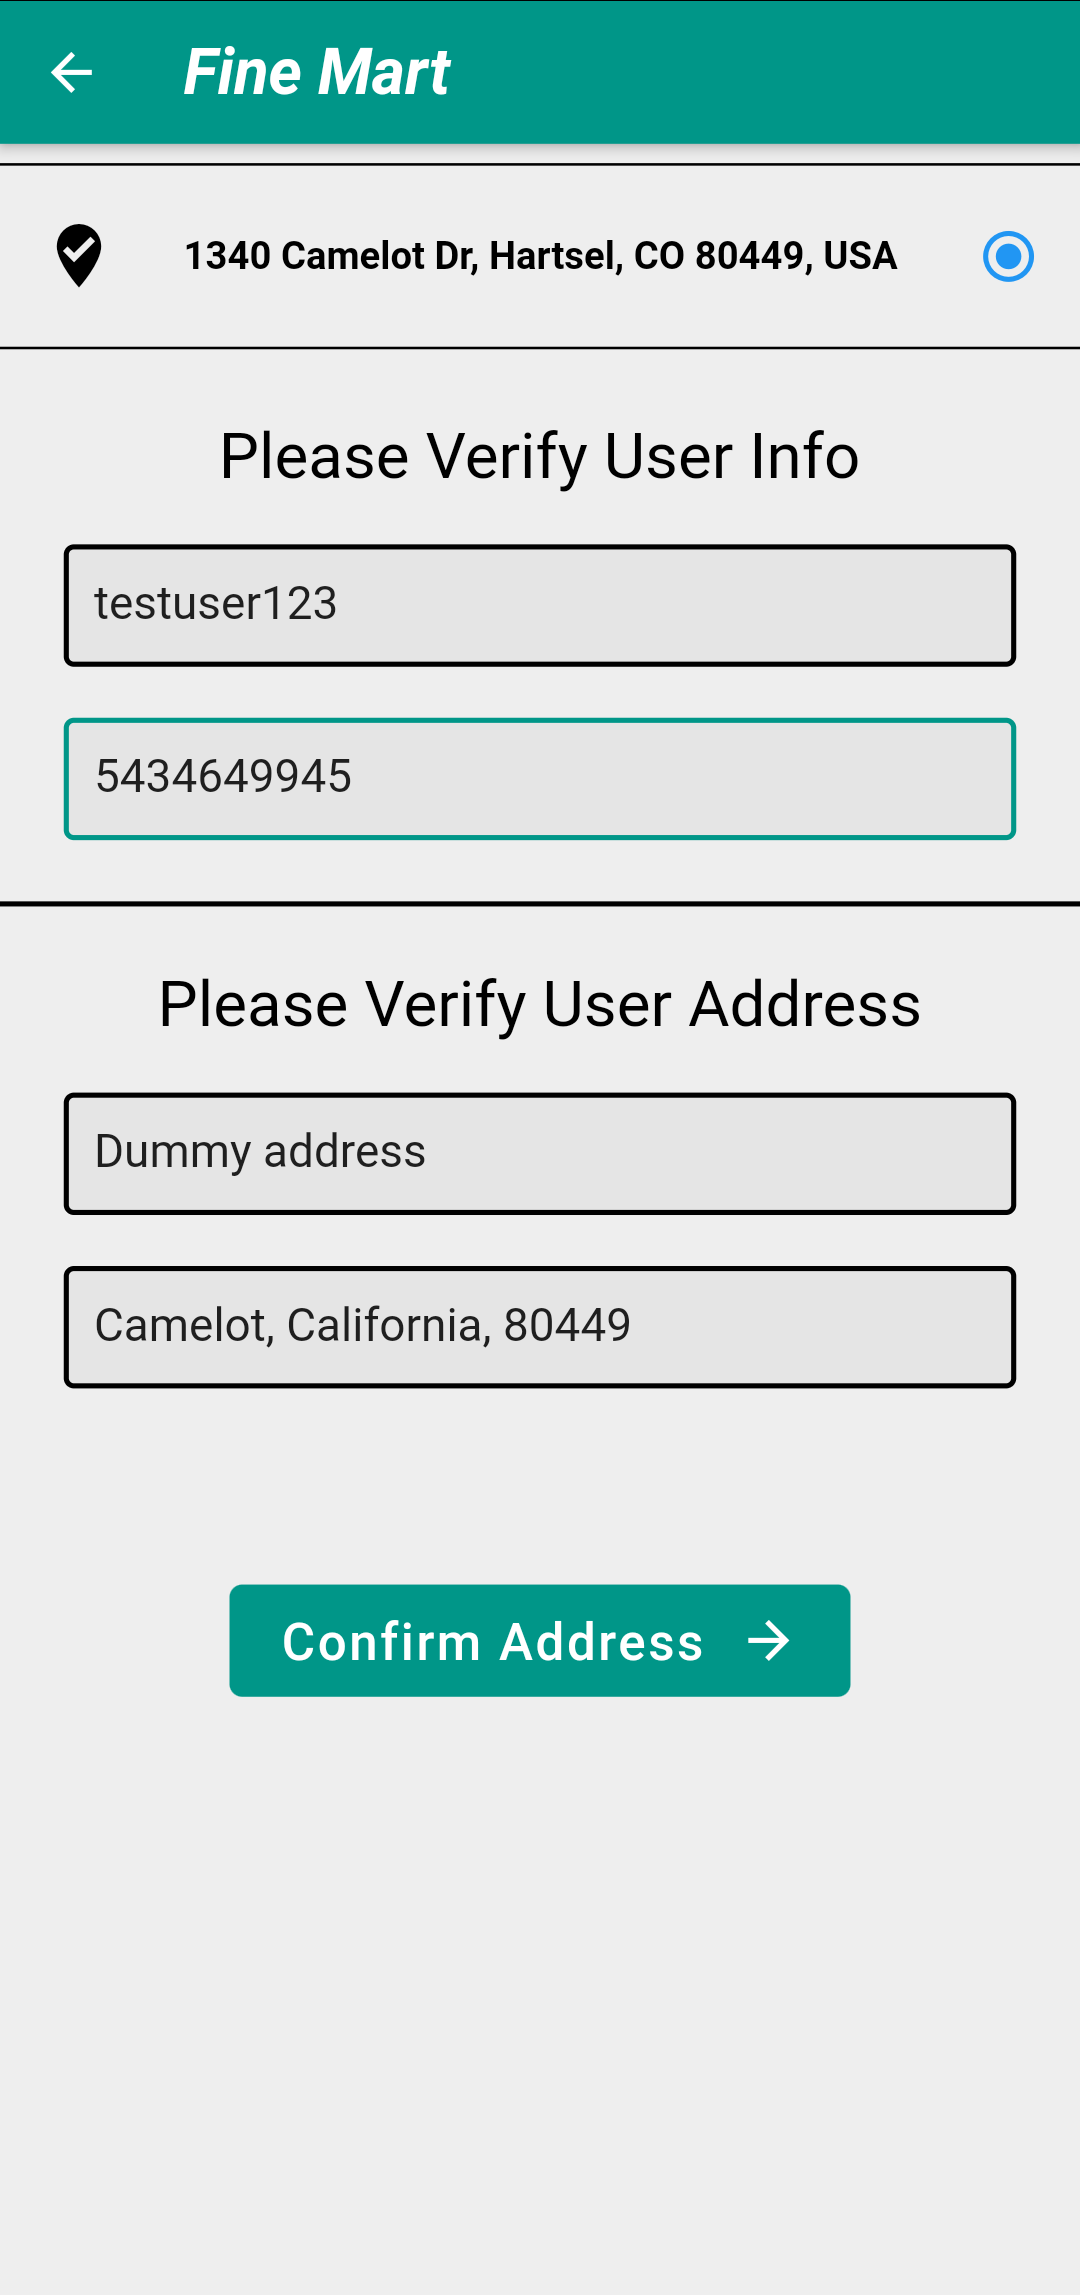 Fine Mart
1340 Camelot Dr, Hartsel, CO 80449, USA
Please Verify User Info
testuser123
5434649945
Please Verify User Address
Dummy address
Camelot, California, 80449
Confirm Address